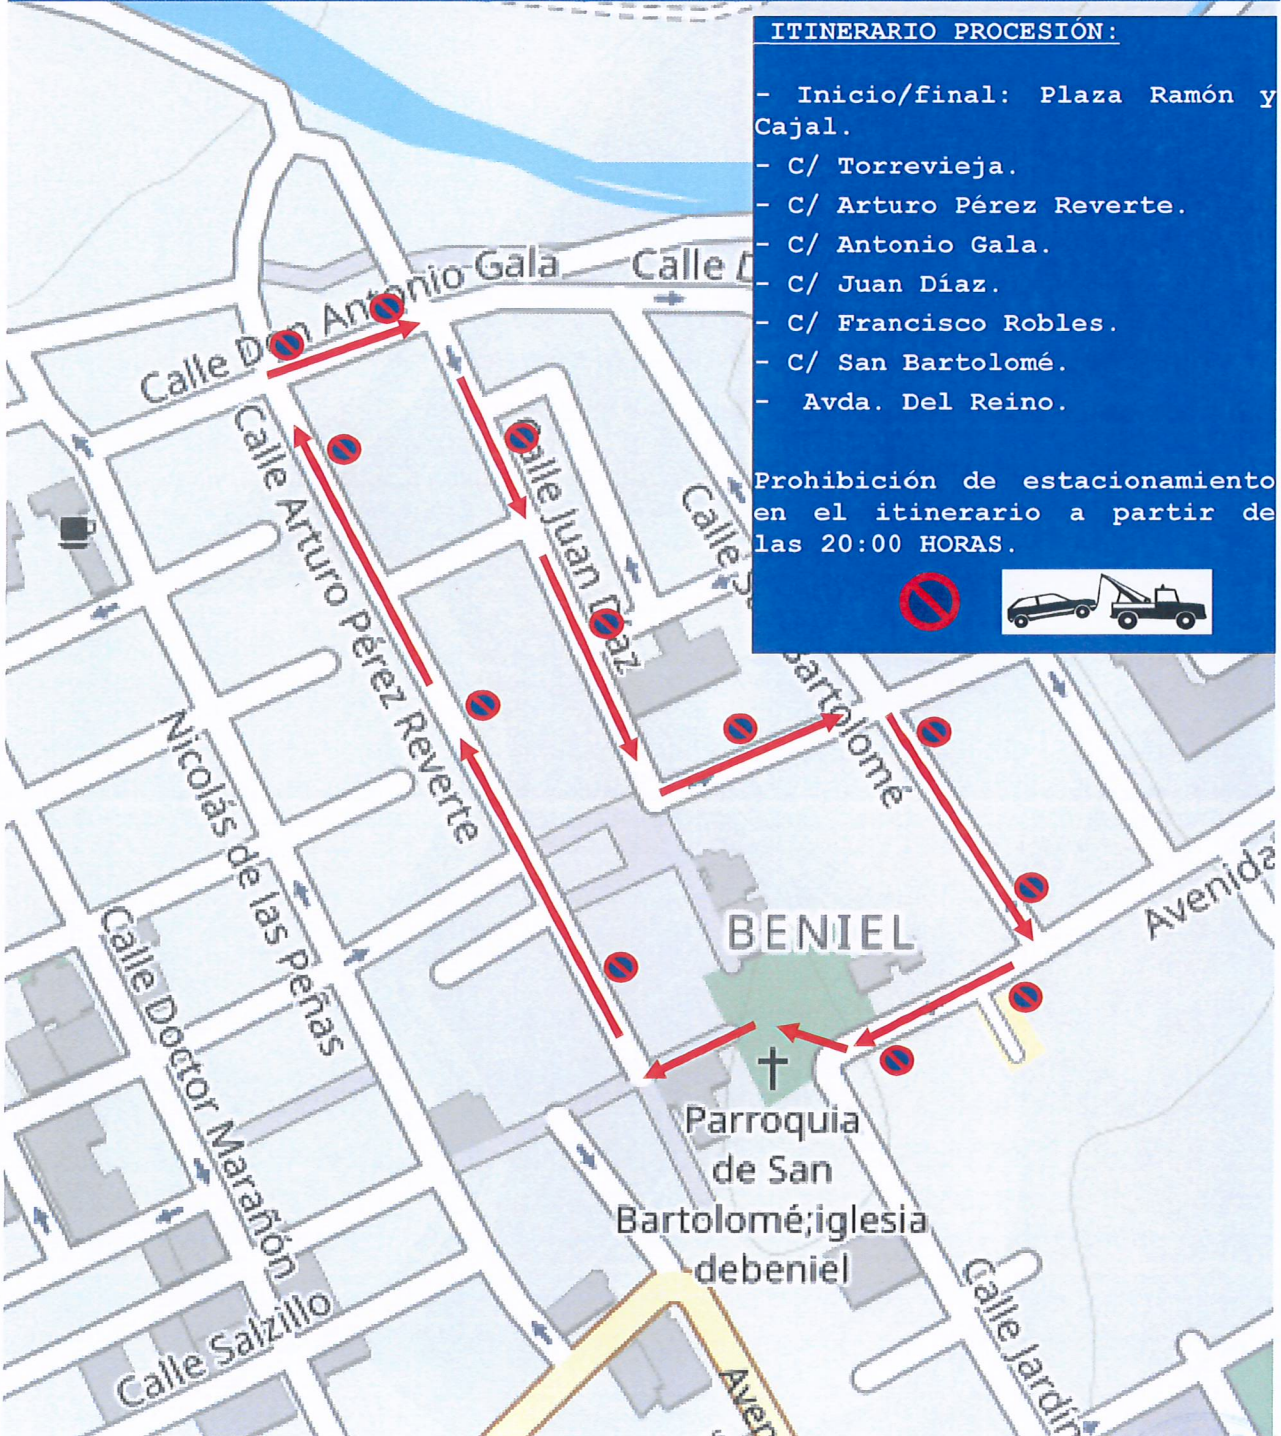 ITINERARIO PROCESIÓN:
- Inicio/final: Plaza Ramón y
Cajal.
- C/ Torrevieja.
- C/ Arturo Pérez Reverte.
- C/ Antonio Gala.
- C/ Juan Díaz.
- C/ Francisco Robles.
- C/ San Bartolomé.
- Avda. Del Reino.
Prohibición de estacionamiento
en el itinerario a partir de
las 20:00 HORAS.
Calle Don Antonio Gala
Calle D
Calle Arturo Pérez Reverte
Calle Juan Díaz
Calle S
Bartolomé
Nicolás de las Peñas
Calle Doctor Marañón
BENIEL
Avenida
Parroquia
de San
Bartolomé;iglesia
debeniel
Calle Salzillo
Calle Jardín
Aven